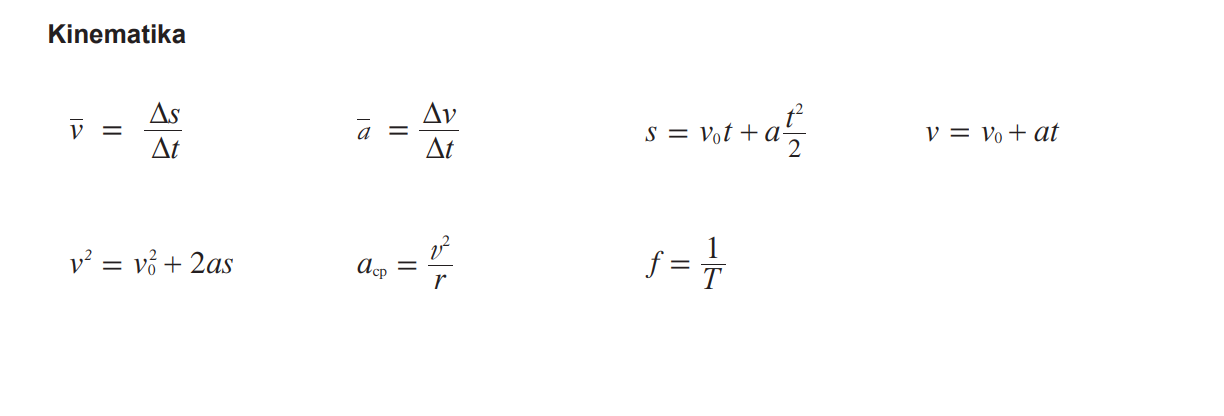 Kinematika
v̅ = Δs/Δt a̅ = Δv/Δt s = v₀t + a t²/2 v = v₀ + at
v² = v₀² + 2as a_cp = v²/r f = 1/T